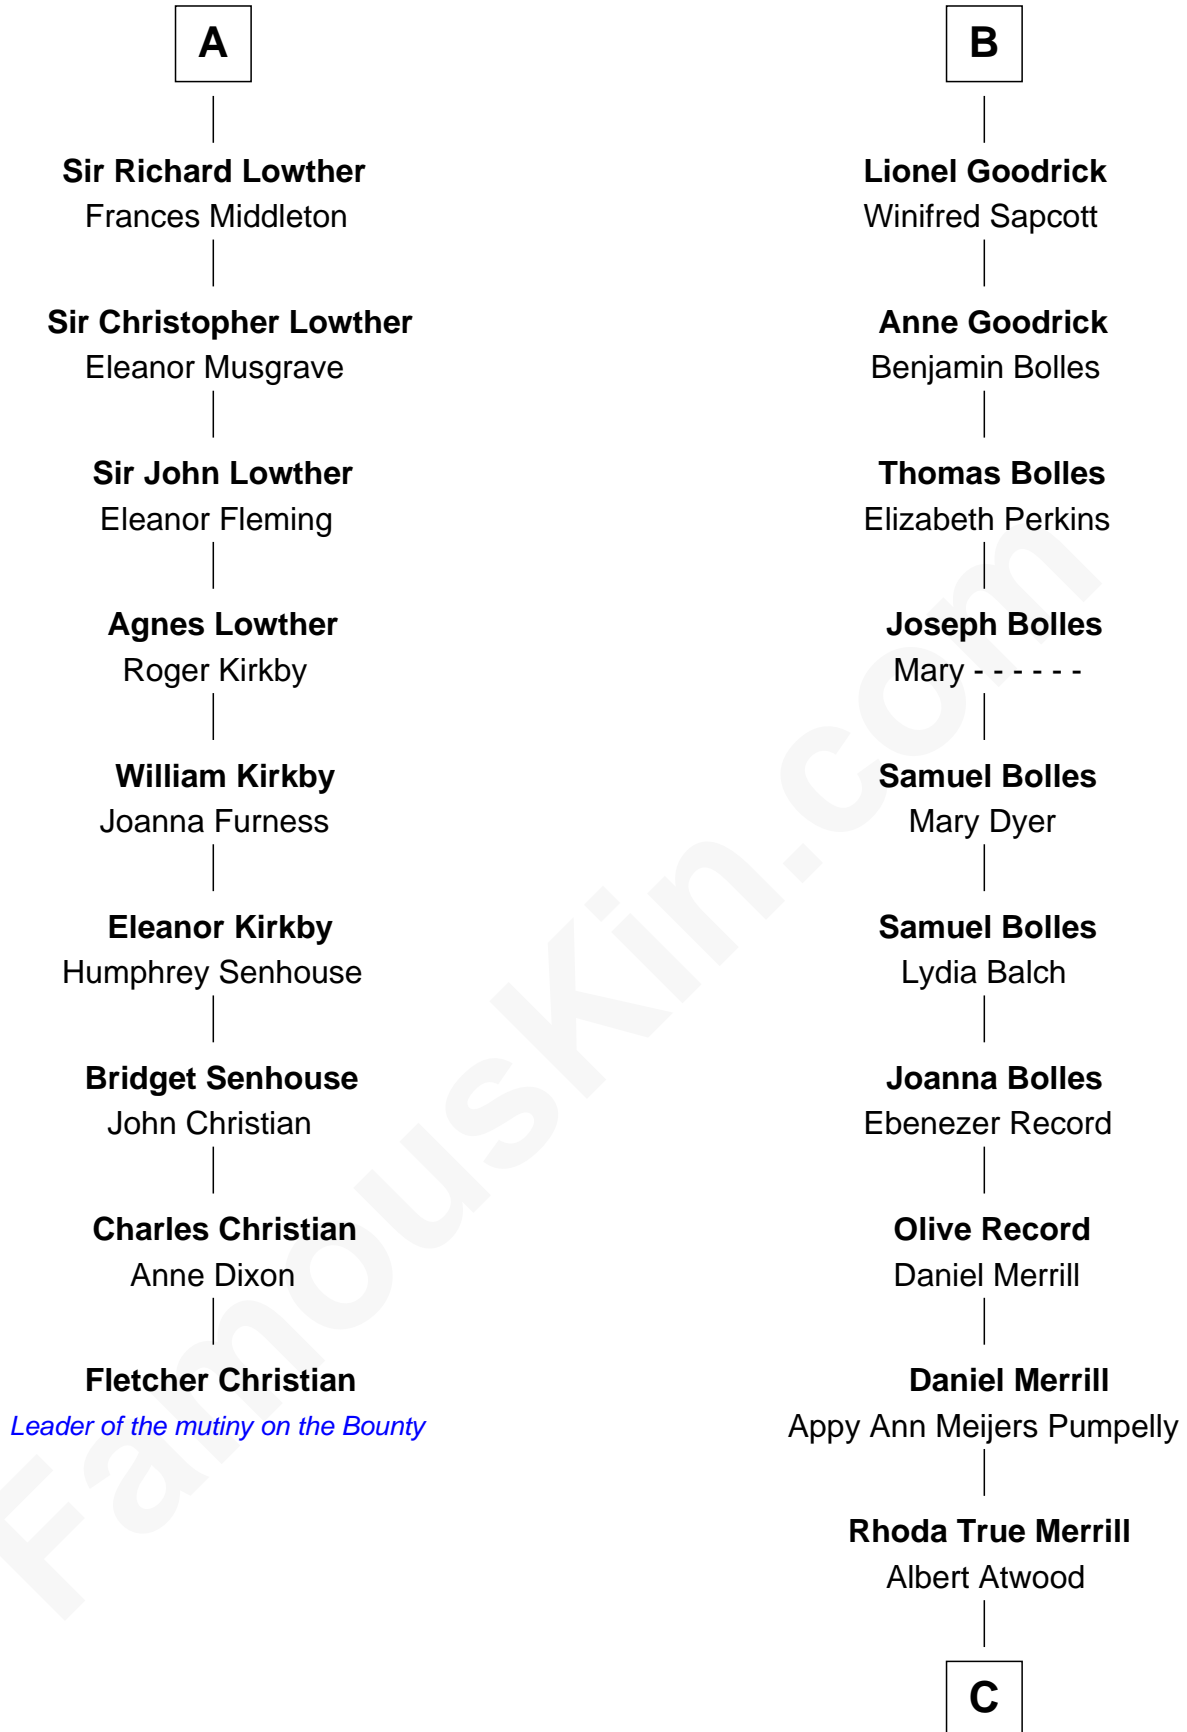 A
Sir Richard Lowther
Frances Middleton
Sir Christopher Lowther
Eleanor Musgrave
Sir John Lowther
Eleanor Fleming
Agnes Lowther
Roger Kirkby
William Kirkby
Joanna Furness
Eleanor Kirkby
Humphrey Senhouse
Bridget Senhouse
John Christian
Charles Christian
Anne Dixon
Fletcher Christian
Leader of the mutiny on the Bounty
B
Lionel Goodrick
Winifred Sapcott
Anne Goodrick
Benjamin Bolles
Thomas Bolles
Elizabeth Perkins
Joseph Bolles
Mary - - - - - -
Samuel Bolles
Mary Dyer
Samuel Bolles
Lydia Balch
Joanna Bolles
Ebenezer Record
Olive Record
Daniel Merrill
Daniel Merrill
Appy Ann Meijers Pumpelly
Rhoda True Merrill
Albert Atwood
C
FamousKin.com